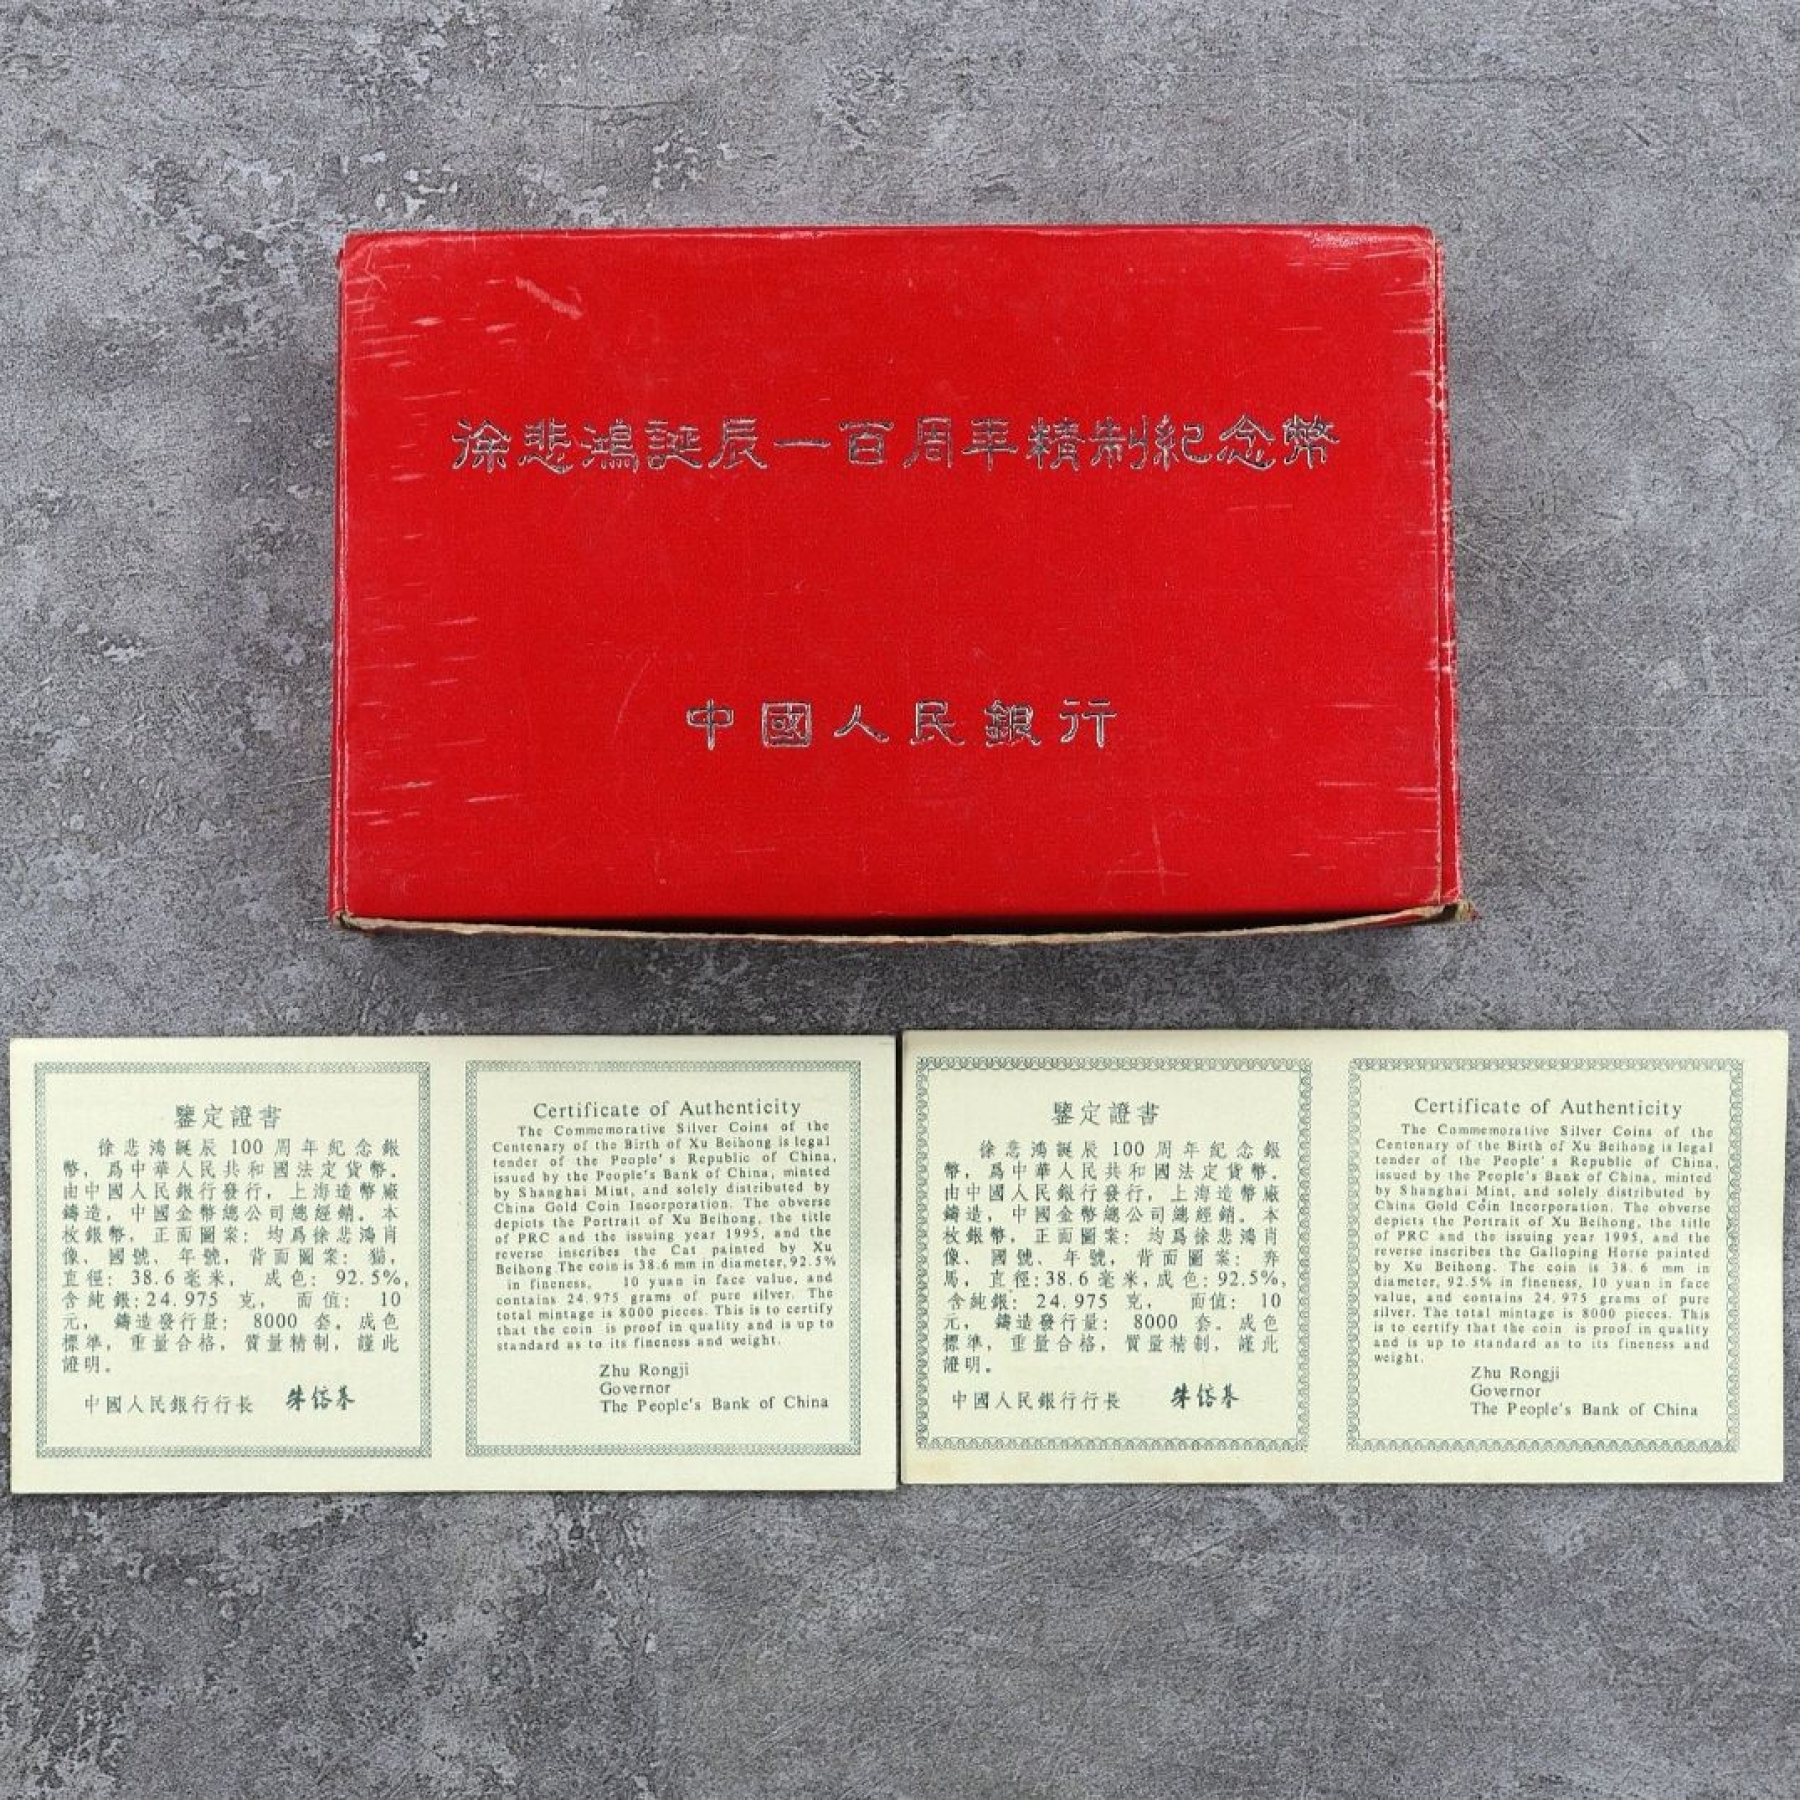 徐悲鴻誕辰一百周年精制紀念幣
中國人民銀行
鑒定證書
徐悲鴻誕辰100周年紀念銀
幣，爲中華人民共和國法定貨幣。
由中國人民銀行發行，上海造幣廠
鑄造，中國金幣總公司總經銷。本
枚銀幣，正面圖案：均爲徐悲鴻肖
像、國號、年號，背面圖案：猫，
直徑：38.6毫米，成色：92.5%，
含純銀：24.975 克，面值：10
元，鑄造發行量：8000 套。成色
標準，重量合格，質量精制，謹此
證明。
中國人民銀行行長 朱镕基
Certificate of Authenticity
The Commemorative Silver Coins of the
Centenary of the Birth of Xu Beihong is legal
tender of the People's Republic of China,
issued by the People's Bank of China, minted
by Shanghai Mint, and solely distributed by
China Gold Coin Incorporation. The obverse
depicts the Portrait of Xu Beihong, the title
of PRC and the issuing year 1995, and the
reverse inscribes the Cat painted by Xu
Beihong.The coin is 38.6 mm in diameter, 92.5%
in fineness, 10 yuan in face value, and
contains 24.975 grams of pure silver. The
total mintage is 8000 pieces. This is to certify
that the coin is proof in quality and is up to
standard as to its fineness and weight.
Zhu Rongji
Governor
The People's Bank of China
鑒定證書
徐悲鴻誕辰100周年紀念銀
幣，爲中華人民共和國法定貨幣。
由中國人民銀行發行，上海造幣廠
鑄造，中國金幣總公司總經銷。本
枚銀幣，正面圖案：均爲徐悲鴻肖
像、國號、年號，背面圖案：奔
馬，直徑：38.6毫米，成色：92.5%，
含純銀：24.975 克，面值：10
元，鑄造發行量：8000 套。成色
標準，重量合格，質量精制，謹此
證明。
中國人民銀行行長 朱镕基
Certificate of Authenticity
The Commemorative Silver Coins of the
Centenary of the Birth of Xu Beihong is legal
tender of the People's Republic of China,
issued by the People's Bank of China, minted
by Shanghai Mint, and solely distributed by
China Gold Coin Incorporation. The obverse
depicts the Portrait of Xu Beihong, the title
of PRC and the issuing year 1995, and the
reverse inscribes the Galloping Horse painted
by Xu Beihong. The coin is 38.6 mm in
diameter, 92.5% in fineness, 10 yuan in face
value, and contains 24.975 grams of pure
silver. The total mintage is 8000 pieces. This
is to certify that the coin is proof in quality
and is up to standard as to its fineness and
weight.
Zhu Rongji
Governor
The People's Bank of China